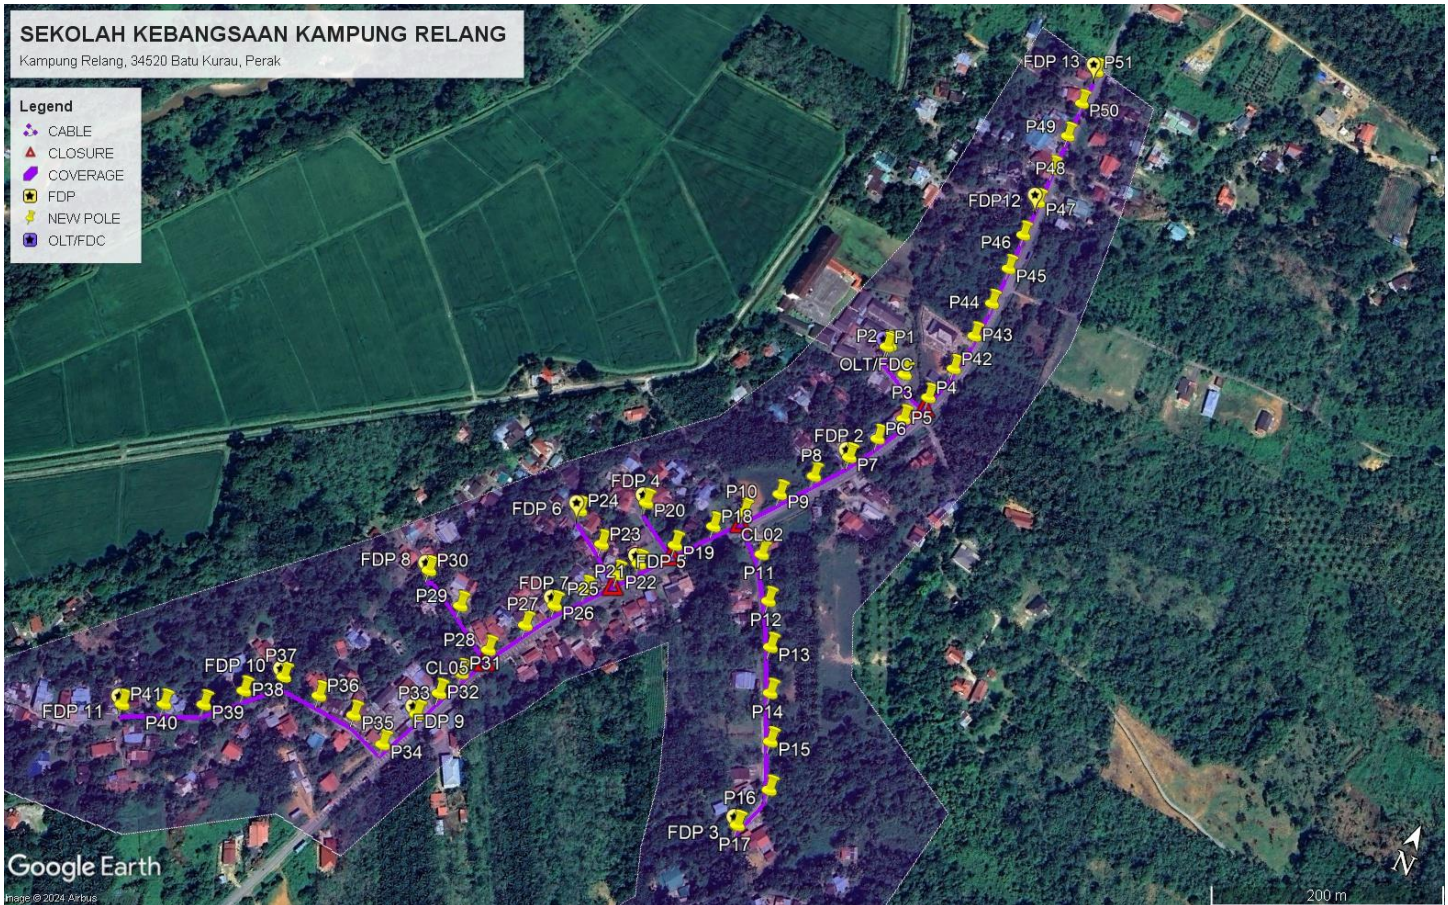 SEKOLAH KEBANGSAAN KAMPUNG RELANG
Kampung Relang, 34520 Batu Kurau, Perak
Legend
CABLE
CLOSURE
COVERAGE
FDP
NEW POLE
OLT/FDC
FDP 13
P51
P50
P49
P48
FDP12
P47
P46
P45
P44
P43
P2
P1
OLT/FDC
P42
P3
P4
P5
P6
FDP 2
P7
P8
P9
P10
FDP 4
P20
FDP 6
P24
P18
CL02
P23
P19
FDP 5
P11
FDP 8
P30
P21
P22
FDP 7
P25
P29
P26
P12
P27
P28
P13
CL05
P31
P37
FDP 10
P36
P38
P32
P41
FDP 11
P40
P39
P33
FDP 9
P35
P14
P34
P15
P16
FDP 3
P17
Google Earth
Image © 2024 Airbus
N
200 m